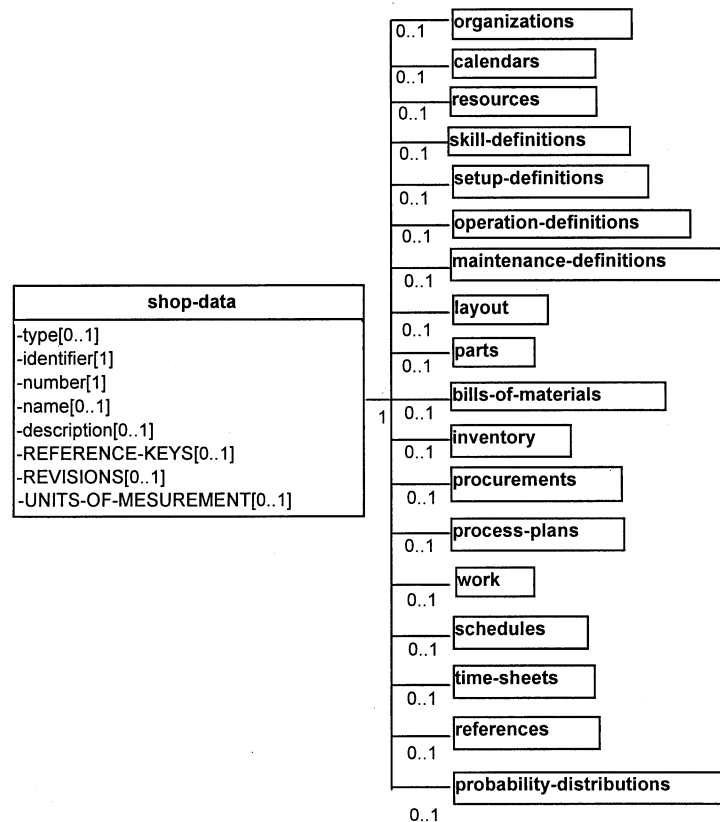 organizations
0..1
calendars
0..1
resources
0..1
skill-definitions
0..1
setup-definitions
0..1
operation-definitions
0..1
maintenance-definitions
0..1
shop-data
-type[0..1]
-identifier[1]
-number[1]
-name[0..1]
-description[0..1]
-REFERENCE-KEYS[0..1]
-REVISIONS[0..1]
-UNITS-OF-MESUREMENT[0..1]
1
layout
0..1
parts
0..1
bills-of-materials
0..1
inventory
0..1
procurements
0..1
process-plans
0..1
work
0..1
schedules
0..1
time-sheets
0..1
references
0..1
probability-distributions
0..1